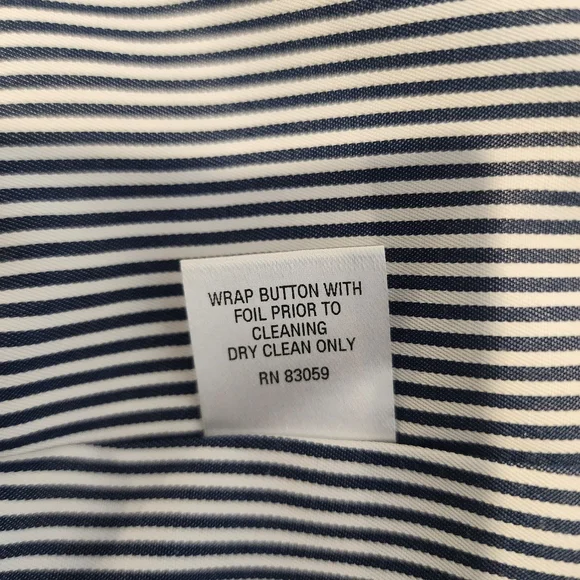 WRAP BUTTON WITH
FOIL PRIOR TO
CLEANING
DRY CLEAN ONLY
RN 83059